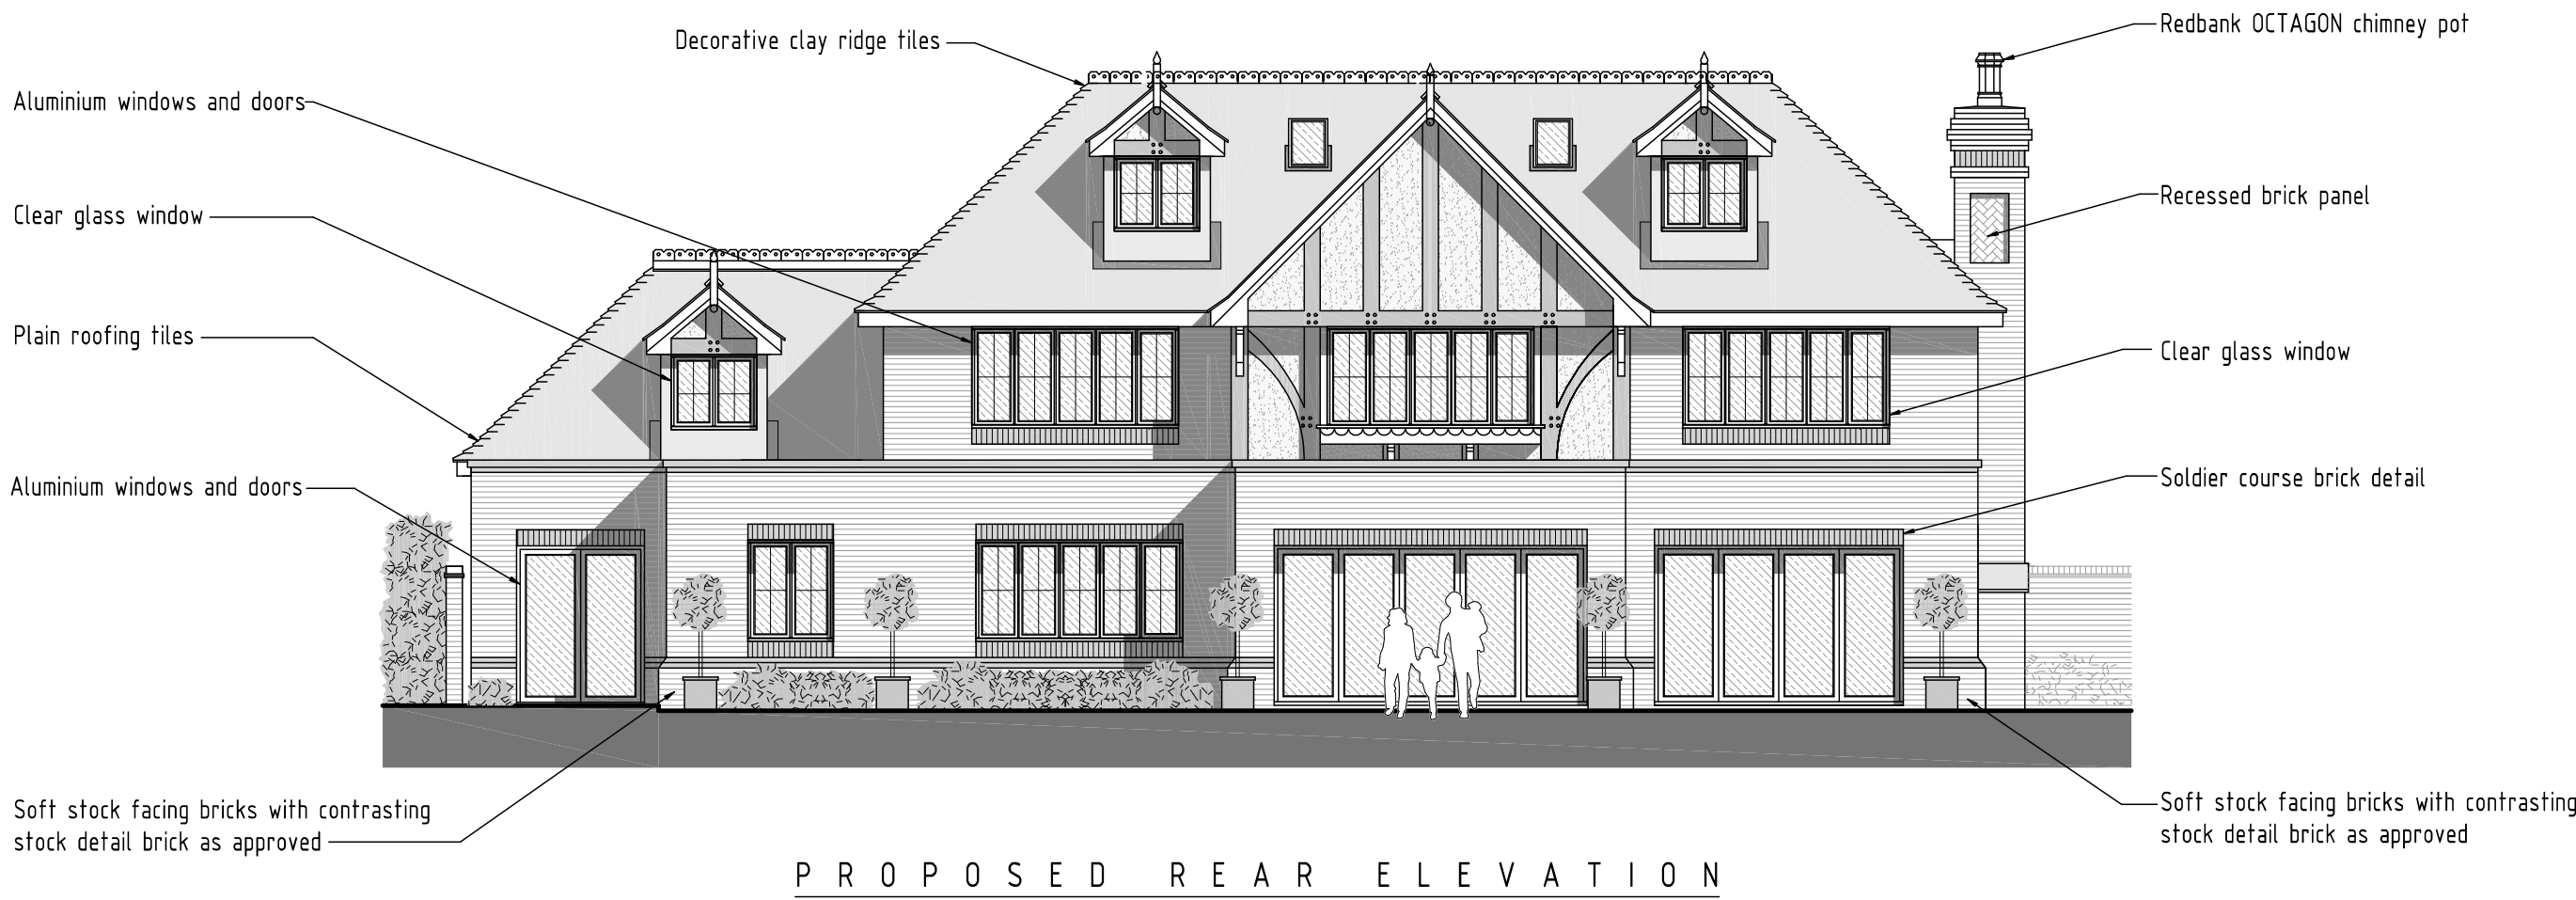 Redbank OCTAGON chimney pot
Decorative clay ridge tiles
Aluminium windows and doors
Recessed brick panel
Clear glass window
Plain roofing tiles
Clear glass window
Soldier course brick detail
Aluminium windows and doors
Soft stock facing bricks with contrasting
stock detail brick as approved
Soft stock facing bricks with contrasting
stock detail brick as approved
PROPOSED REAR ELEVATION